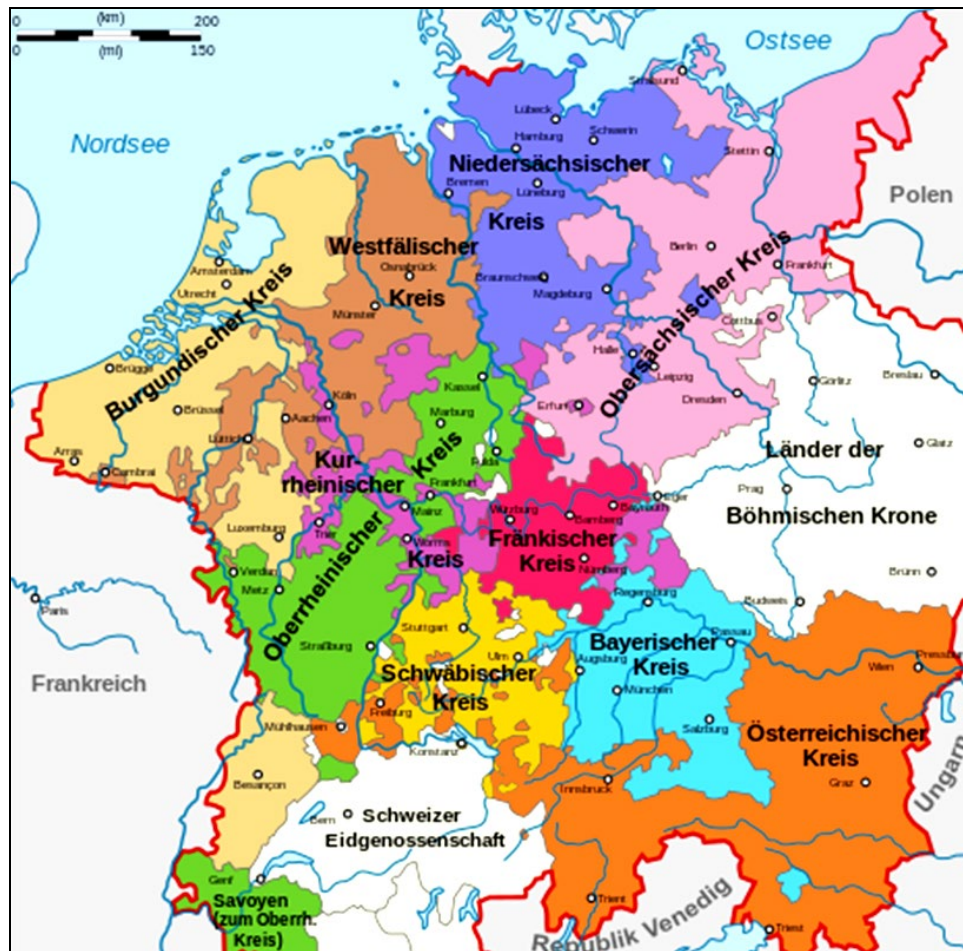 0 200
(km)
(mi)
0 150
Ostsee
Nordsee
Stralsund
Lübeck
Hamburg
Schwerin
Niedersächsischer
Kreis
Stettin
Bremen
Lüneburg
Polen
Westfälischer
Kreis
Osnabrück
Berlin
Frankfurt
Amsterdam
Utrecht
Braunschweig
Magdeburg
Münster
Burgundischer Kreis
Obersächsischer Kreis
Cottbus
Brügge
Halle
Leipzig
Kassel
Görlitz
Breslau
Köln
Brüssel
Aachen
Marburg
Erfurt
Dresden
Lüttich
Arras
Cambrai
Kur-
rheinischer
Kreis
Fulda
Länder der
Böhmischen Krone
Glatz
Frankfurt
Eger
Prag
Mainz
Würzburg
Bamberg
Bayreuth
Luxemburg
Trier
Worms
Fränkischer
Kreis
Nürnberg
Verdun
Metz
Oberrheinischer Kreis
Brünn
Regensburg
Budweis
Paris
Stuttgart
Straßburg
Ulm
Augsburg
Bayerischer
Kreis
Passau
Wien
Pressburg
Frankreich
Schwäbischer
Kreis
München
Freiburg
Salzburg
Mühlhausen
Konstanz
Österreichischer
Kreis
Besançon
Innsbruck
Graz
Ungarn
Bern
Schweizer
Eidgenossenschaft
Genf
Savoyen
(zum Oberrh.
Kreis)
Trient
Republik Venedig
Triest